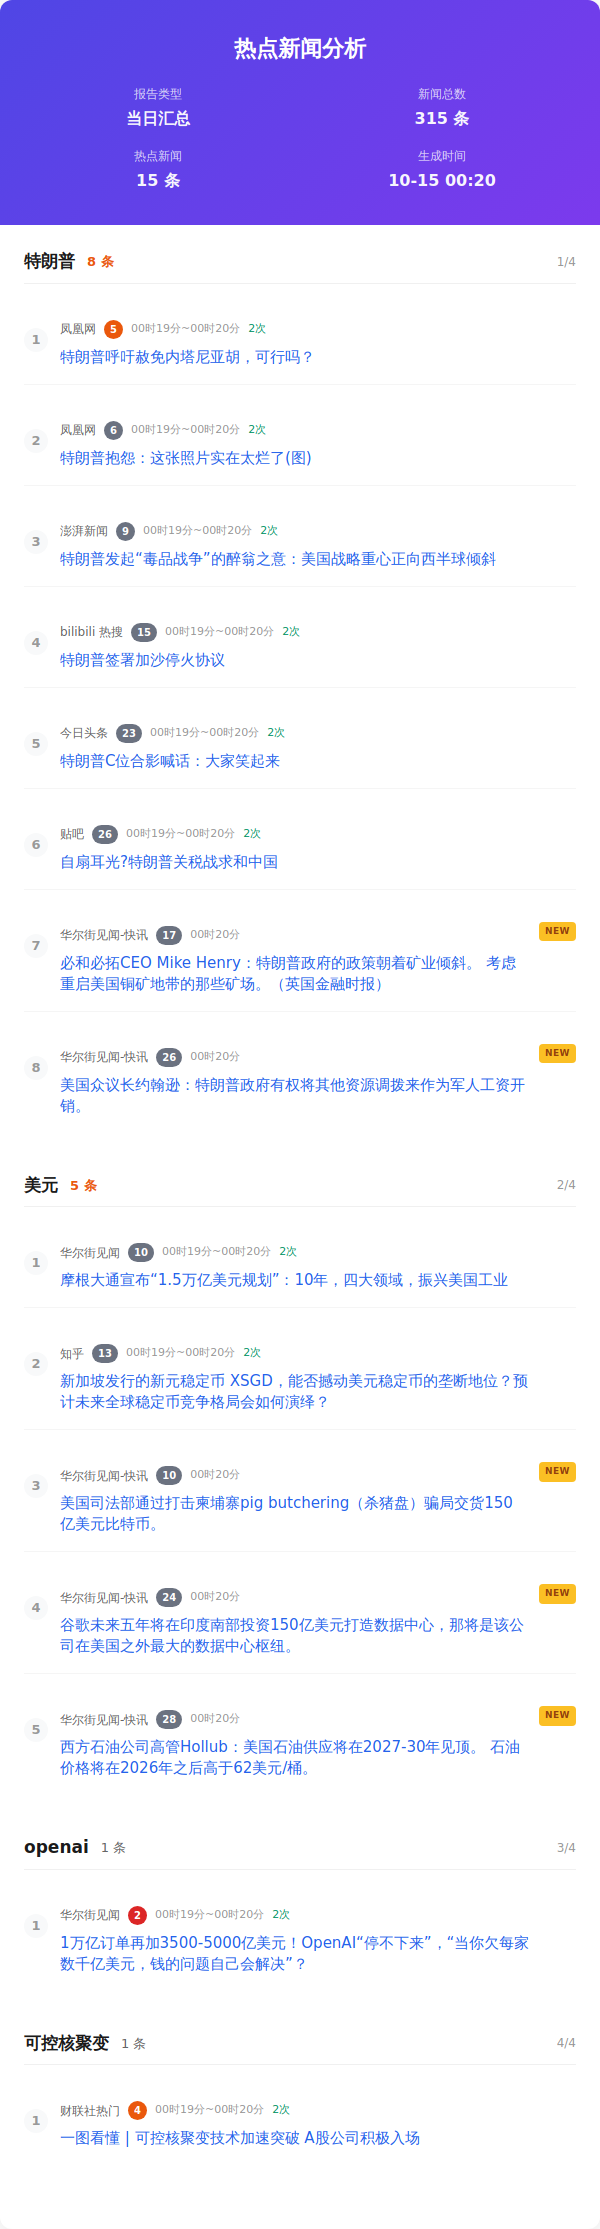 热点新闻分析
报告类型
当日汇总
新闻总数
315 条
热点新闻
15 条
生成时间
10-15 00:20
特朗普 8 条 1/4
1
凤凰网 5 00时19分~00时20分 2次
特朗普呼吁赦免内塔尼亚胡，可行吗？
2
凤凰网 6 00时19分~00时20分 2次
特朗普抱怨：这张照片实在太烂了(图)
3
澎湃新闻 9 00时19分~00时20分 2次
特朗普发起“毒品战争”的醉翁之意：美国战略重心正向西半球倾斜
4
bilibili 热搜 15 00时19分~00时20分 2次
特朗普签署加沙停火协议
5
今日头条 23 00时19分~00时20分 2次
特朗普C位合影喊话：大家笑起来
6
贴吧 26 00时19分~00时20分 2次
自扇耳光?特朗普关税战求和中国
7
华尔街见闻-快讯 17 00时20分 NEW
必和必拓CEO Mike Henry：特朗普政府的政策朝着矿业倾斜。 考虑
重启美国铜矿地带的那些矿场。（英国金融时报）
8
华尔街见闻-快讯 26 00时20分 NEW
美国众议长约翰逊：特朗普政府有权将其他资源调拨来作为军人工资开
销。
美元 5 条 2/4
1
华尔街见闻 10 00时19分~00时20分 2次
摩根大通宣布“1.5万亿美元规划”：10年，四大领域，振兴美国工业
2
知乎 13 00时19分~00时20分 2次
新加坡发行的新元稳定币 XSGD，能否撼动美元稳定币的垄断地位？预
计未来全球稳定币竞争格局会如何演绎？
3
华尔街见闻-快讯 10 00时20分 NEW
美国司法部通过打击柬埔寨pig butchering（杀猪盘）骗局交货150
亿美元比特币。
4
华尔街见闻-快讯 24 00时20分 NEW
谷歌未来五年将在印度南部投资150亿美元打造数据中心，那将是该公
司在美国之外最大的数据中心枢纽。
5
华尔街见闻-快讯 28 00时20分 NEW
西方石油公司高管Hollub：美国石油供应将在2027-30年见顶。 石油
价格将在2026年之后高于62美元/桶。
openai 1 条 3/4
1
华尔街见闻 2 00时19分~00时20分 2次
1万亿订单再加3500-5000亿美元！OpenAI“停不下来”，“当你欠每家
数千亿美元，钱的问题自己会解决”？
可控核聚变 1 条 4/4
1
财联社热门 4 00时19分~00时20分 2次
一图看懂 | 可控核聚变技术加速突破 A股公司积极入场